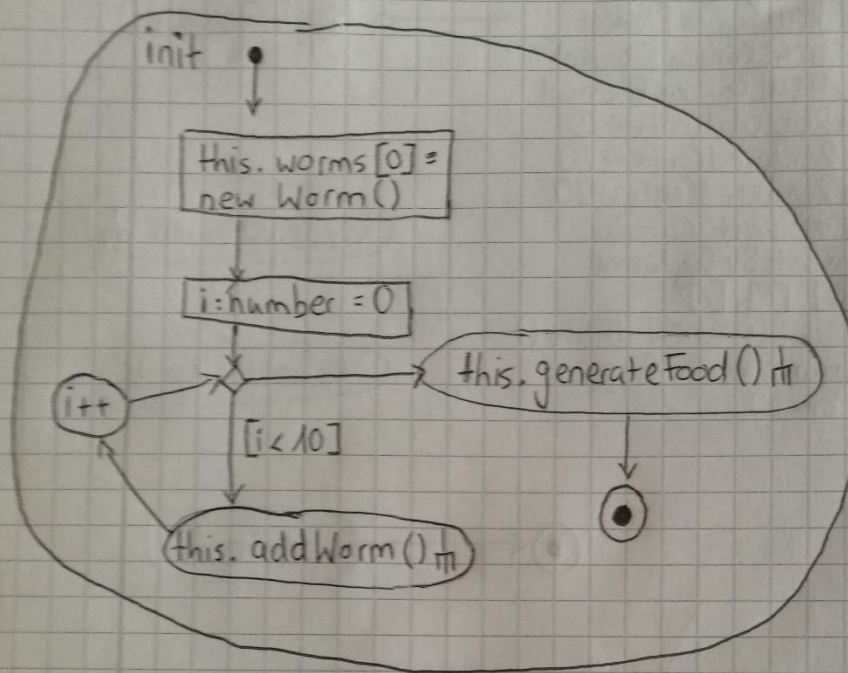 init
this.worms[0] =
new Worm()
i:number = 0
this.generateFood()
i++
[i<10]
this.addWorm()